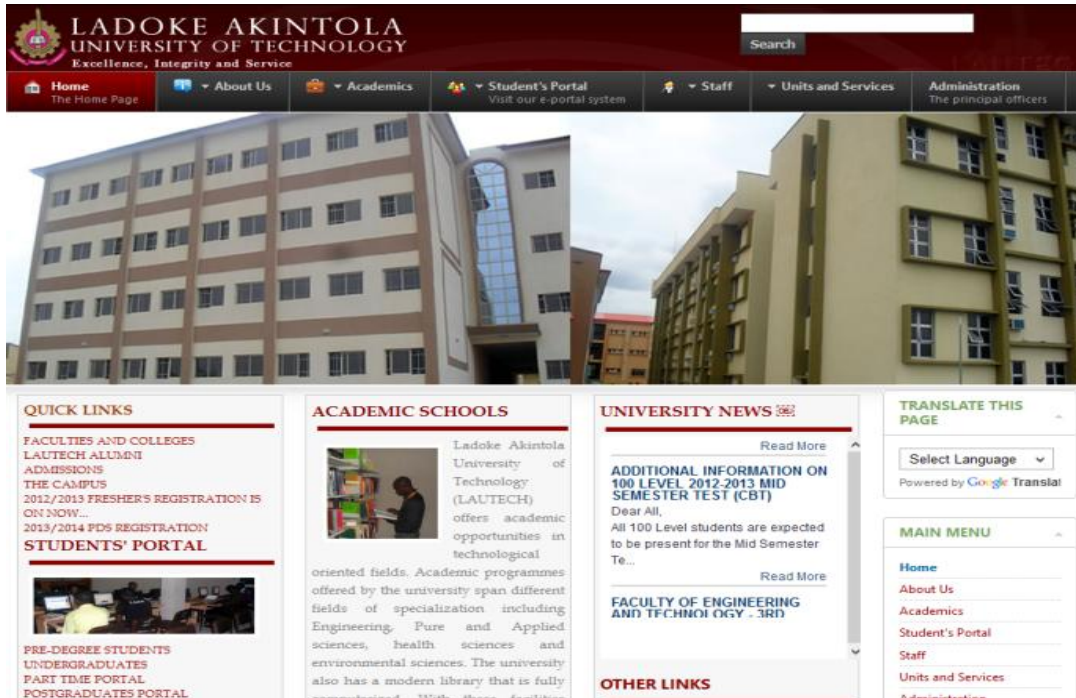 LADOKE AKINTOLA
UNIVERSITY OF TECHNOLOGY
Excellence, Integrity and Service
Search
Home
The Home Page
About Us
Academics
Student's Portal
Visit our e-portal system
Staff
Units and Services
Administration
The principal officers
QUICK LINKS
FACULTIES AND COLLEGES
LAUTECH ALUMNI
ADMISSIONS
THE CAMPUS
2012/2013 FRESHER'S REGISTRATION IS
ON NOW...
2013/2014 PDS REGISTRATION
STUDENTS' PORTAL
PRE-DEGREE STUDENTS
UNDERGRADUATES
PART TIME PORTAL
POSTGRADUATES PORTAL
ACADEMIC SCHOOLS
Ladoke Akintola
University of
Technology
(LAUTECH)
offers academic
opportunities in
technological
oriented fields. Academic programmes
offered by the university span different
fields of specialization including
Engineering, Pure and Applied
sciences, health sciences and
environmental sciences. The university
also has a modern library that is fully
computerized. With these facilities
UNIVERSITY NEWS
Read More
ADDITIONAL INFORMATION ON
100 LEVEL 2012-2013 MID
SEMESTER TEST (CBT)
Dear All,
All 100 Level students are expected
to be present for the Mid Semester
Te...
Read More
FACULTY OF ENGINEERING
AND TECHNOLOGY - 3RD
OTHER LINKS
TRANSLATE THIS
PAGE
Select Language
Powered by Google Translat
MAIN MENU
Home
About Us
Academics
Student's Portal
Staff
Units and Services
Administration